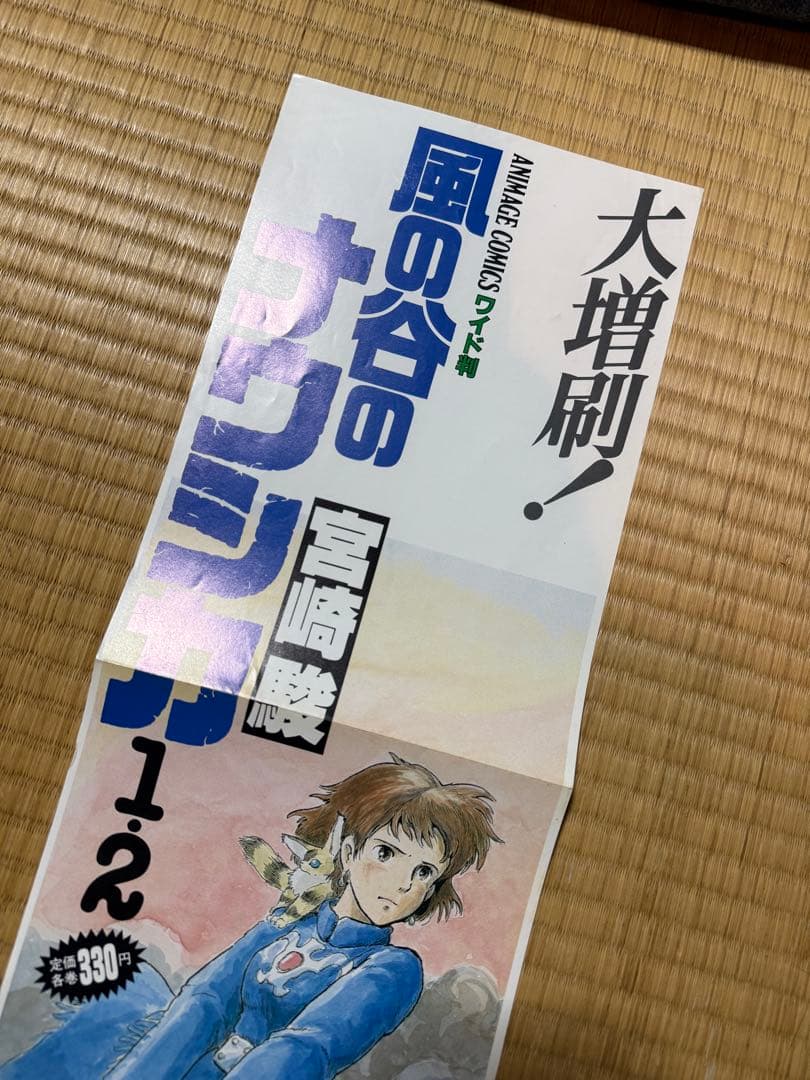 大増刷!
ANIMAGE COMICS ワイド判
風の谷の
ナウシカ
宮崎駿
1・2
定価
各巻
330円